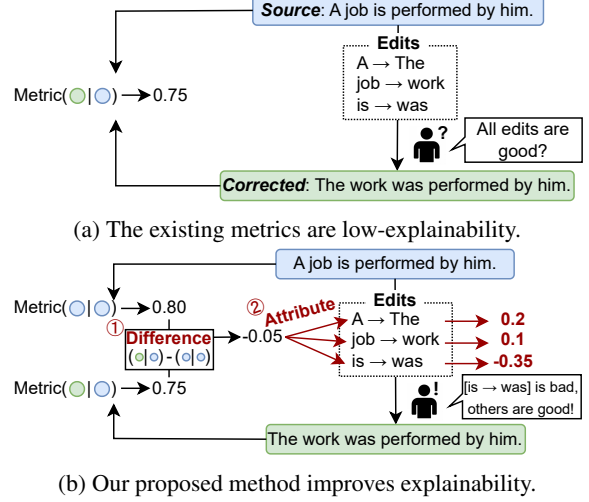 Source: A job is performed by him.
Edits
A → The
job → work
is → was
Metric(|) → 0.75
?
All edits are
good?
Corrected: The work was performed by him.
(a) The existing metrics are low-explainability.
A job is performed by him.
Metric(|) → 0.80
① Difference
(|) - (|)
-0.05
② Attribute
Edits
A → The → 0.2
job → work → 0.1
is → was → -0.35
!
[is → was] is bad,
others are good!
Metric(|) → 0.75
The work was performed by him.
(b) Our proposed method improves explainability.